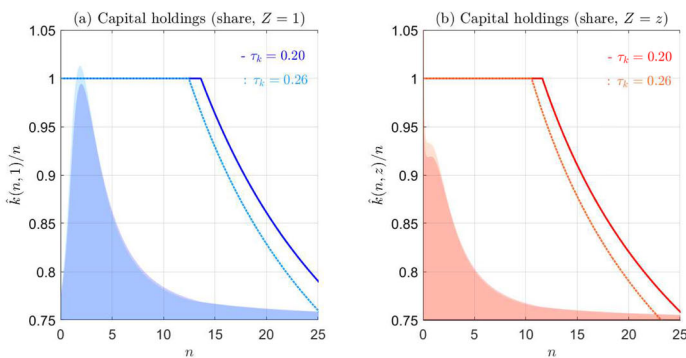 (a) Capital holdings (share, Z = 1)
1.05
1
0.95
0.9
0.85
0.8
0.75
k̂(n, 1)/n
- τk = 0.20
: τk = 0.26
0 5 10 15 20 25
n
(b) Capital holdings (share, Z = z)
1.05
1
0.95
0.9
0.85
0.8
0.75
k̂(n, z)/n
- τk = 0.20
: τk = 0.26
0 5 10 15 20 25
n